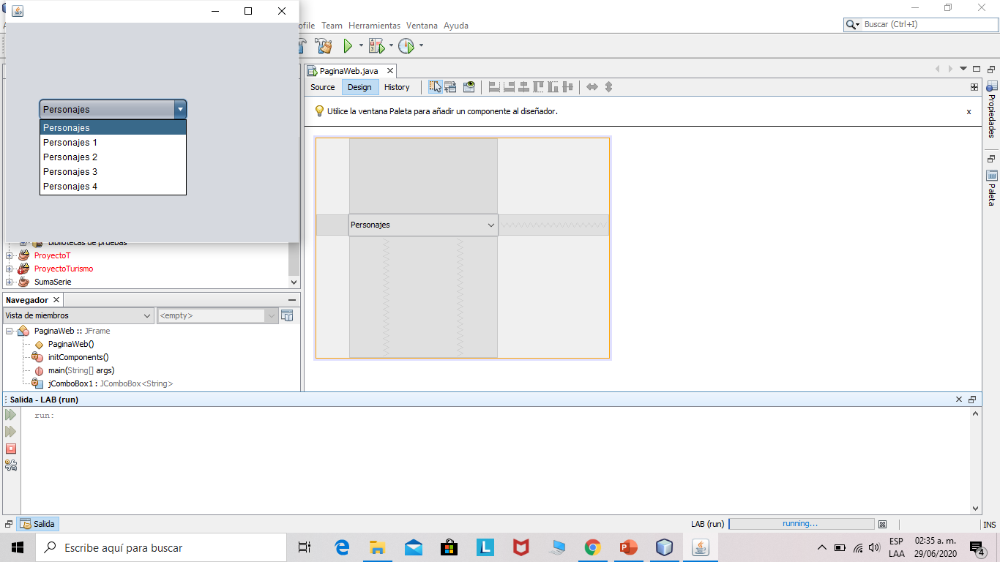 ofile Team Herramientas Ventana Ayuda
Buscar (Ctrl+I)
Personajes
Personajes
Personajes 1
Personajes 2
Personajes 3
Personajes 4
PaginaWeb.java
Source Design History
Utilice la ventana Paleta para añadir un componente al diseñador.
x
Personajes
Propiedades
Paleta
Bibliotecas de pruebas
ProyectoT
ProyectoTurismo
SumaSerie
Navegador
Vista de miembros
<empty>
PaginaWeb :: JFrame
PaginaWeb()
initComponents()
main(String[] args)
jComboBox1 : JComboBox<String>
Salida - LAB (run)
run:
Salida
LAB (run)
running...
INS
Escribe aquí para buscar
ESP
LAA
02:35 a. m.
29/06/2020
4